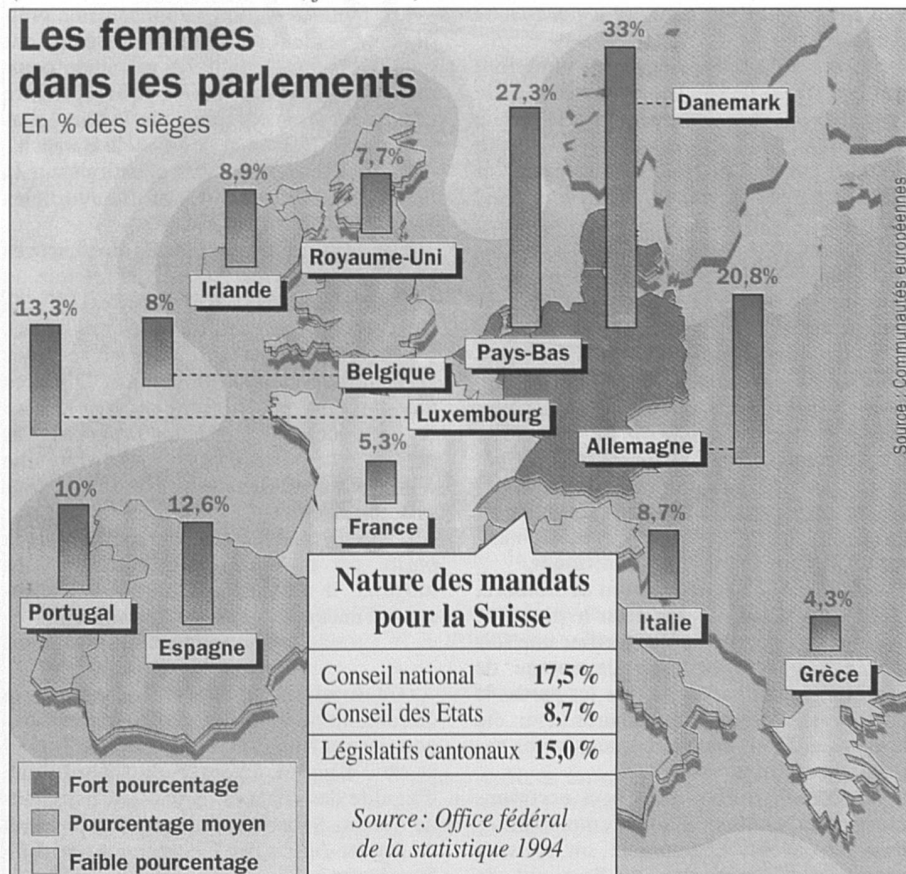 Les femmes
dans les parlements
En % des sièges
33%
Danemark
27,3%
7,7%
8,9%
Royaume-Uni
Irlande
20,8%
13,3%
8%
Pays-Bas
Belgique
Luxembourg
Allemagne
5,3%
France
10%
12,6%
8,7%
Portugal
Espagne
Italie
4,3%
Grèce
Nature des mandats
pour la Suisse
Conseil national 17,5 %
Conseil des Etats 8,7 %
Législatifs cantonaux 15,0 %
Source : Office fédéral
de la statistique 1994
Fort pourcentage
Pourcentage moyen
Faible pourcentage
Source : Communautés européennes